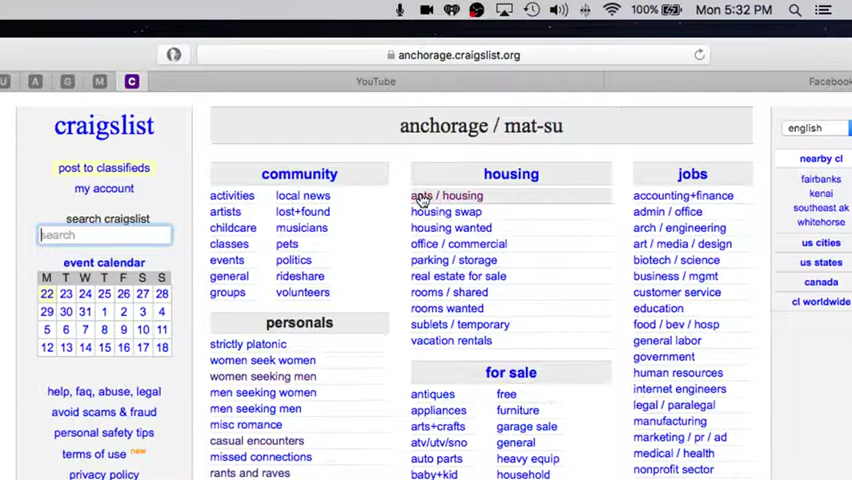 100% Mon 5:32 PM
anchorage.craigslist.org
U A G M C YouTube Facebook
craigslist
post to classifieds
my account
search craigslist
search
event calendar
M T W T F S S
22 23 24 25 26 27 28
29 30 31 1 2 3 4
5 6 7 8 9 10 11
12 13 14 15 16 17 18
help, faq, abuse, legal
avoid scams & fraud
personal safety tips
terms of use new
privacy policy
anchorage / mat-su
community
activities local news
artists lost+found
childcare musicians
classes pets
events politics
general rideshare
groups volunteers
personals
strictly platonic
women seek women
women seeking men
men seeking women
men seeking men
misc romance
casual encounters
missed connections
rants and raves
housing
apts / housing
housing swap
housing wanted
office / commercial
parking / storage
real estate for sale
rooms / shared
rooms wanted
sublets / temporary
vacation rentals
for sale
antiques free
appliances furniture
arts+crafts garage sale
atv/utv/sno general
auto parts heavy equip
baby+kid household
jobs
accounting+finance
admin / office
arch / engineering
art / media / design
biotech / science
business / mgmt
customer service
education
food / bev / hosp
general labor
government
human resources
internet engineers
legal / paralegal
manufacturing
marketing / pr / ad
medical / health
nonprofit sector
english
nearby cl
fairbanks
kenai
southeast ak
whitehorse
us cities
us states
canada
cl worldwide